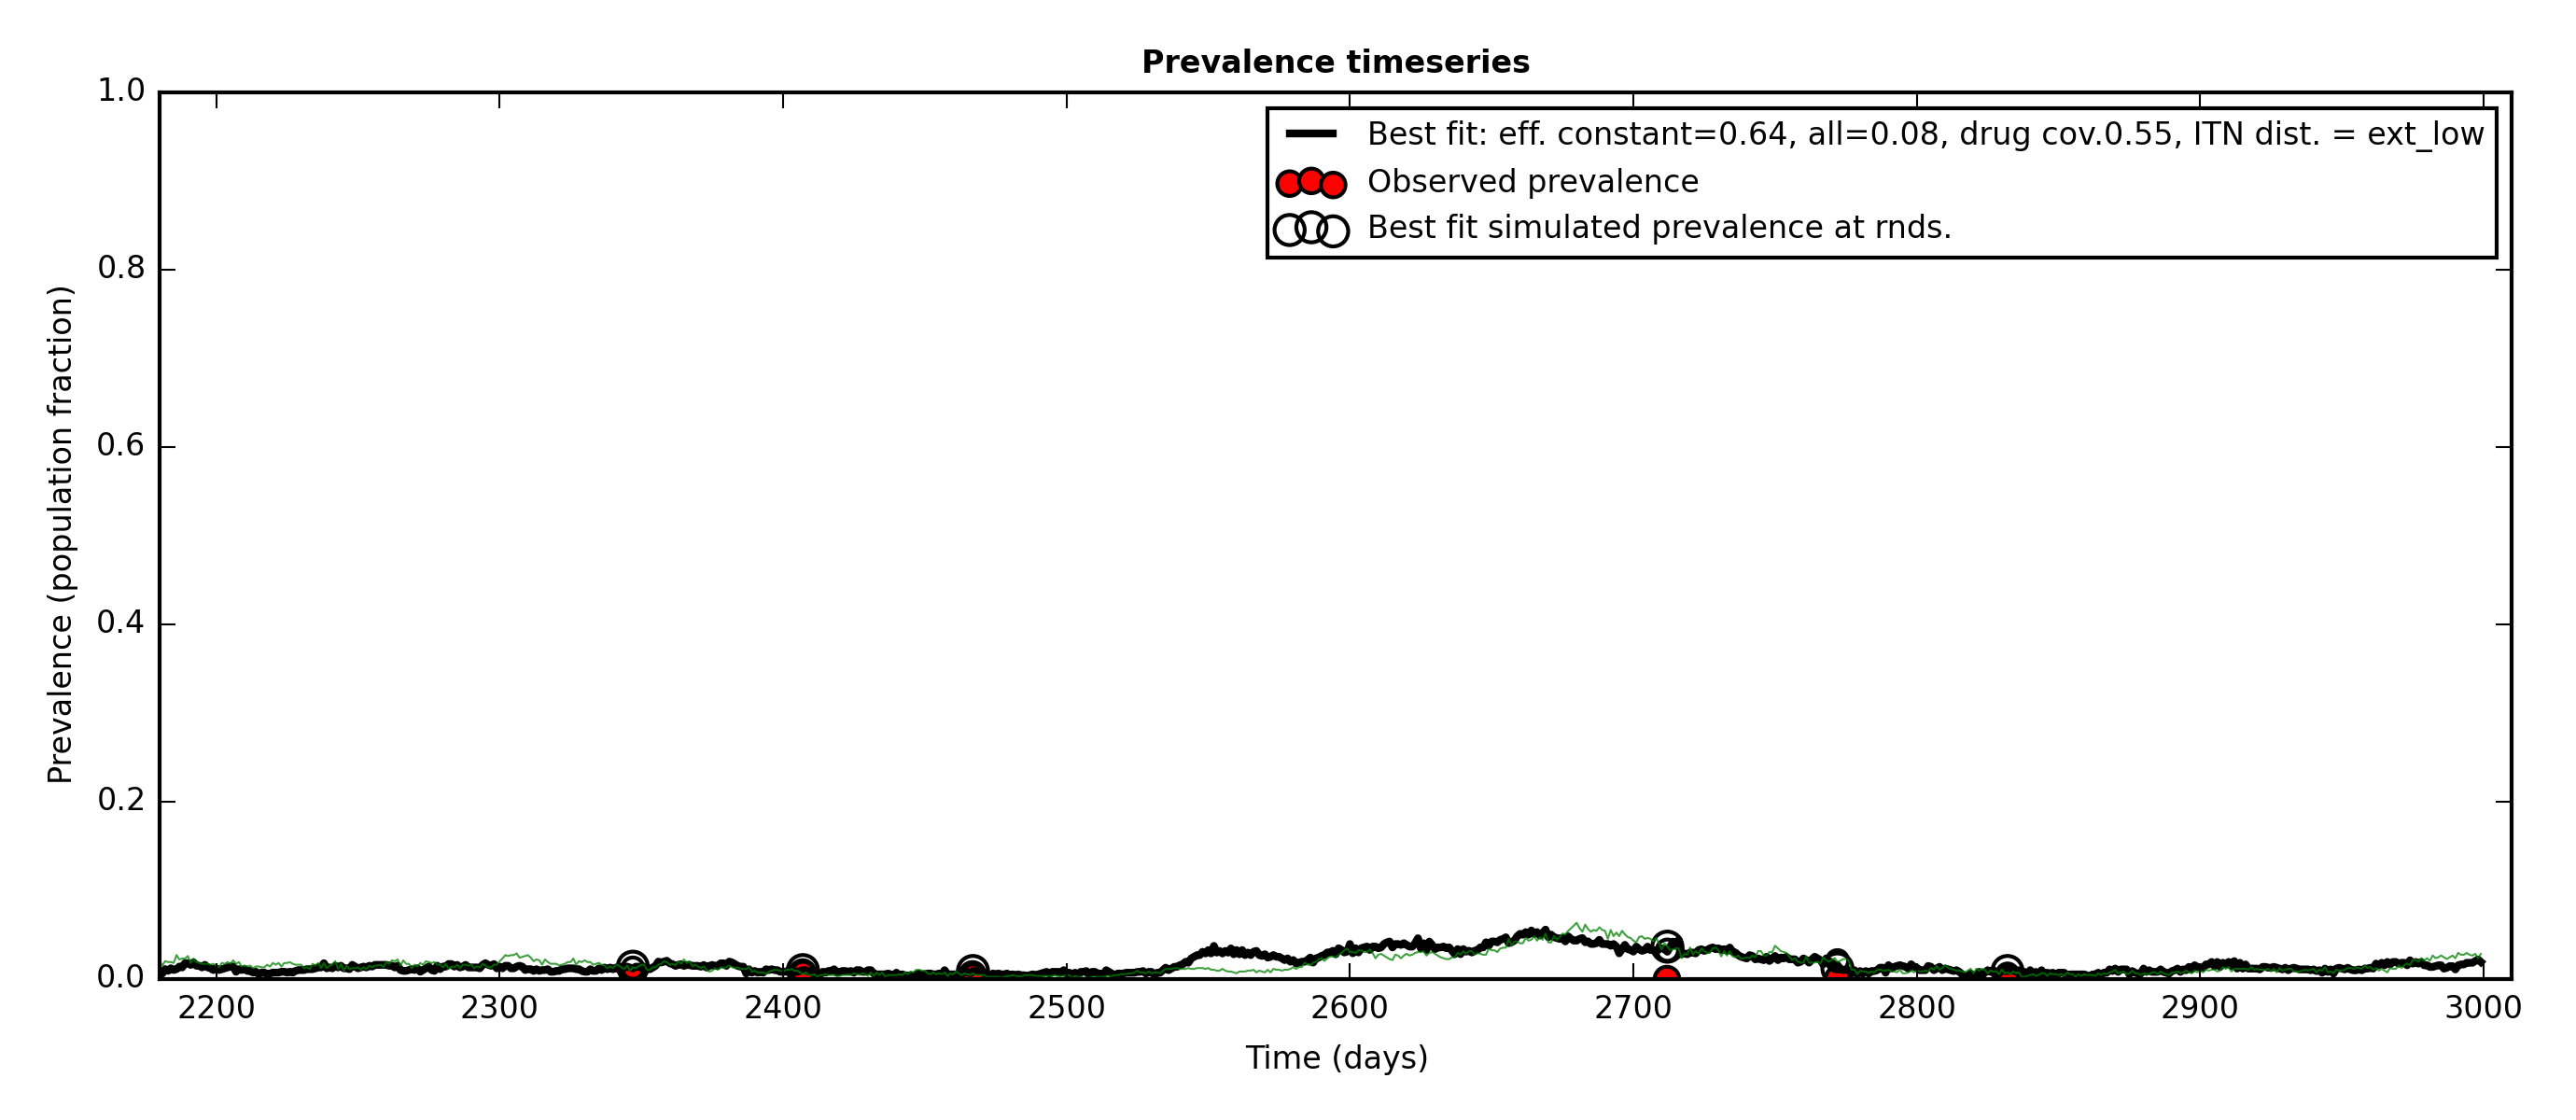 Prevalence timeseries
1.0
0.8
0.6
0.4
0.2
0.0
Prevalence (population fraction)
Best fit: eff. constant=0.64, all=0.08, drug cov.0.55, ITN dist. = ext_low
Observed prevalence
Best fit simulated prevalence at rnds.
2200 2300 2400 2500 2600 2700 2800 2900 3000
Time (days)